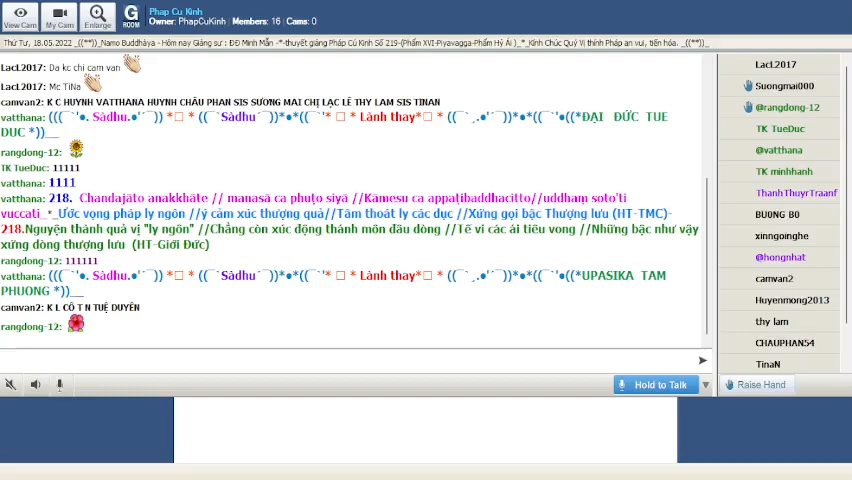 View Cam
My Cam
Enlarge
G
ROOM
Phap Cu Kinh
Owner: PhapCuKinh | Members: 16 | Cams: 0
Thứ Tư, 18.05.2022 _((**))_Namo Buddhàya - Hôm nay Giảng sư : ĐĐ Minh Mẫn -*-thuyết giảng Pháp Cú Kinh Số 219-(Phẩm XVI-Piyavagga-Phẩm Hỷ Ái )_*_Kính Chúc Quý Vị thính Pháp an vui, tiến hóa. _((**))_
LacL2017: Da kc chi cam van
LacL2017: Mc TiNa
camvan2: K C HUYNH VATTHANA HUYNH CHÂU PHAN SIS SƯƠNG MAI CHỊ LẠC LÊ THY LAM SIS TINAN
vatthana: (((¯`'•. Sàdhu.•'´¯)) *□ * ((¯`Sàdhu´¯))*•*((¯`'* □ * Lành thay*□ * ((¯`´¸.•'´¯))*•*((¯`'•((*ĐẠI ĐỨC TUE
DUC *))__
rangdong-12:
TK TueDuc: 11111
vatthana: 1111
vatthana: 218. Chandajāto anakkhāte // manasā ca phuṭo siyā //Kāmesu ca appaṭibaddhacitto//uddhaṃ soto'ti
vuccati_*_Ước vọng pháp ly ngôn //ý cảm xúc thượng quả//Tâm thoát ly các dục //Xứng gọi bậc Thượng lưu (HT-TMC)-
218.Nguyện thành quả vị "ly ngôn" //Chẳng còn xúc động thánh môn đầu dòng //Tế vi các ái tiêu vong //Những bậc như vậy
xứng dòng thượng lưu (HT-Giới Đức)
rangdong-12: 111111
vatthana: (((¯`'•. Sàdhu.•'´¯)) *□ * ((¯`Sàdhu´¯))*•*((¯`'* □ * Lành thay*□ * ((¯`´¸.•'´¯))*•*((¯`'•((*UPASIKA TAM
PHUONG *))__
camvan2: K L CÔ T N TUỆ DUYÊN
rangdong-12:
Hold to Talk
LacL2017
Suongmai000
@rangdong-12
TK TueDuc
@vatthana
TK minhhanh
ThanhThuyrTraanf
BU0NG B0
xinngoinghe
@hongnhat
camvan2
Huyenmong2013
thy lam
CHAUPHAN54
TinaN
Raise Hand